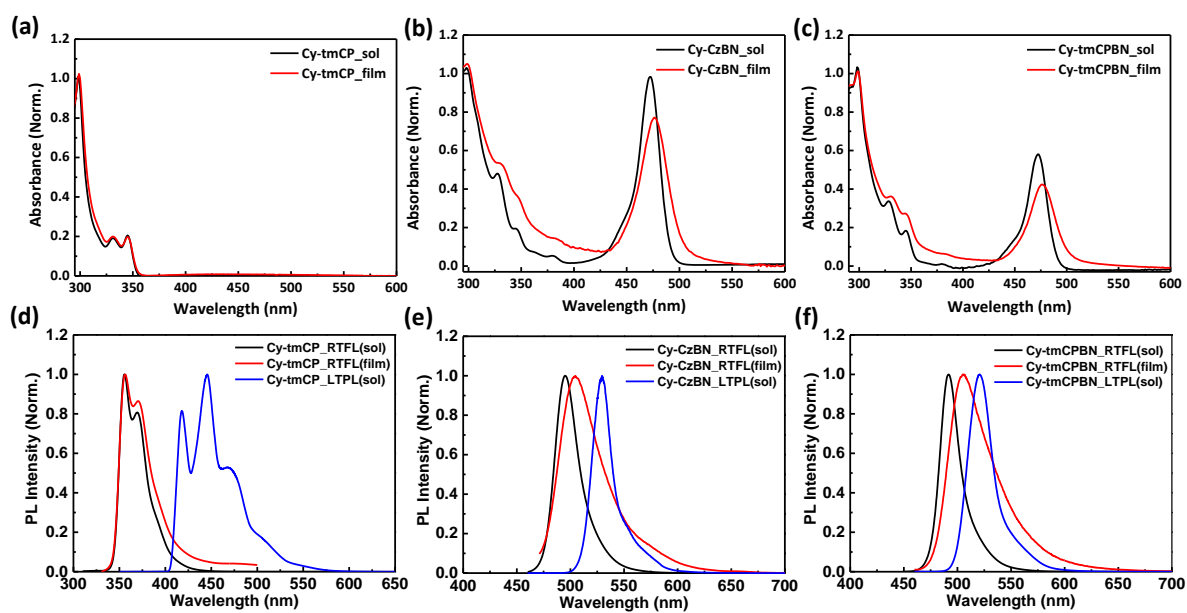 (a)
Cy-tmCP_sol
Cy-tmCP_film
Absorbance (Norm.)
1.2
1.0
0.8
0.6
0.4
0.2
0.0
300 350 400 450 500 550 600
Wavelength (nm)
(b)
Cy-CzBN_sol
Cy-CzBN_film
Absorbance (Norm.)
1.2
1.0
0.8
0.6
0.4
0.2
0.0
300 350 400 450 500 550 600
Wavelength (nm)
(c)
Cy-tmCPBN_sol
Cy-tmCPBN_film
Absorbance (Norm.)
1.2
1.0
0.8
0.6
0.4
0.2
0.0
300 350 400 450 500 550 600
Wavelength (nm)
(d)
Cy-tmCP_RTFL(sol)
Cy-tmCP_RTFL(film)
Cy-tmCP_LTPL(sol)
PL Intensity (Norm.)
1.2
1.0
0.8
0.6
0.4
0.2
0.0
300 350 400 450 500 550 600 650
Wavelength (nm)
(e)
Cy-CzBN_RTFL(sol)
Cy-CzBN_RTFL(film)
Cy-CzBN_LTPL(sol)
PL Intensity (Norm.)
1.2
1.0
0.8
0.6
0.4
0.2
0.0
400 450 500 550 600 650 700
Wavelength (nm)
(f)
Cy-tmCPBN_RTFL(sol)
Cy-tmCPBN_RTFL(film)
Cy-tmCPBN_LTPL(sol)
PL Intensity (Norm.)
1.2
1.0
0.8
0.6
0.4
0.2
0.0
400 450 500 550 600 650 700
Wavelength (nm)